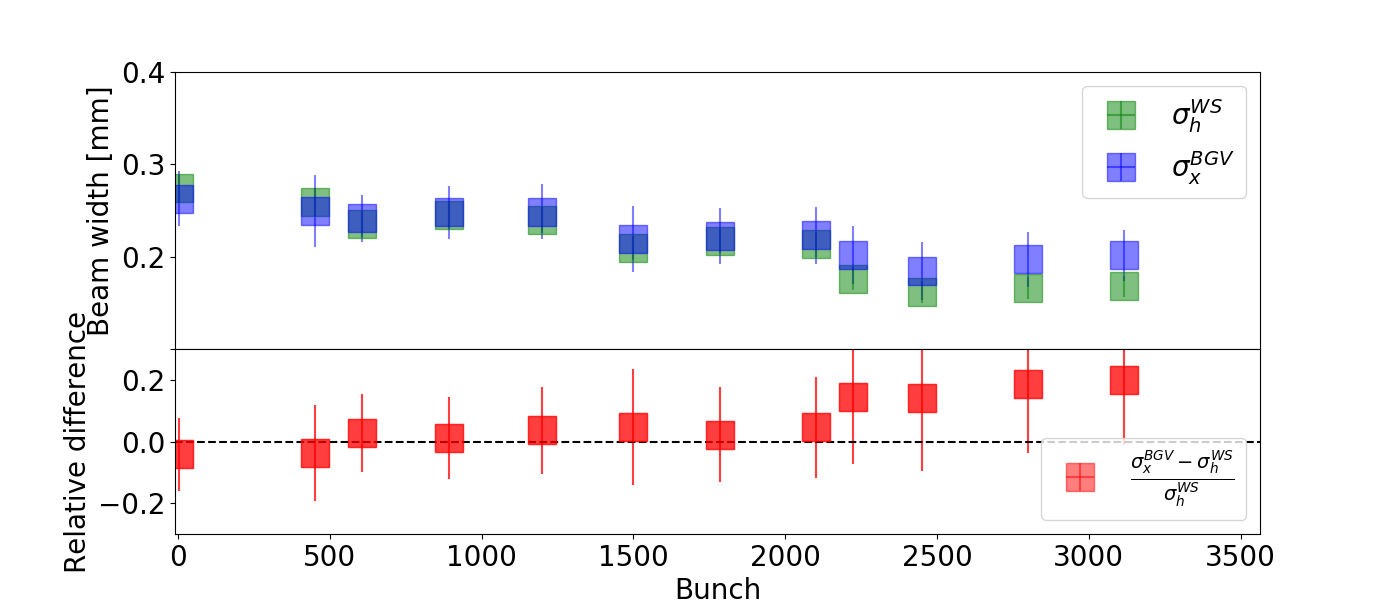 Beam width [mm]
0.4
0.3
0.2
σ_h^{WS}
σ_x^{BGV}
Relative difference
0.2
0.0
−0.2
\frac{σ_x^{BGV} − σ_h^{WS}}{σ_h^{WS}}
0 500 1000 1500 2000 2500 3000 3500
Bunch